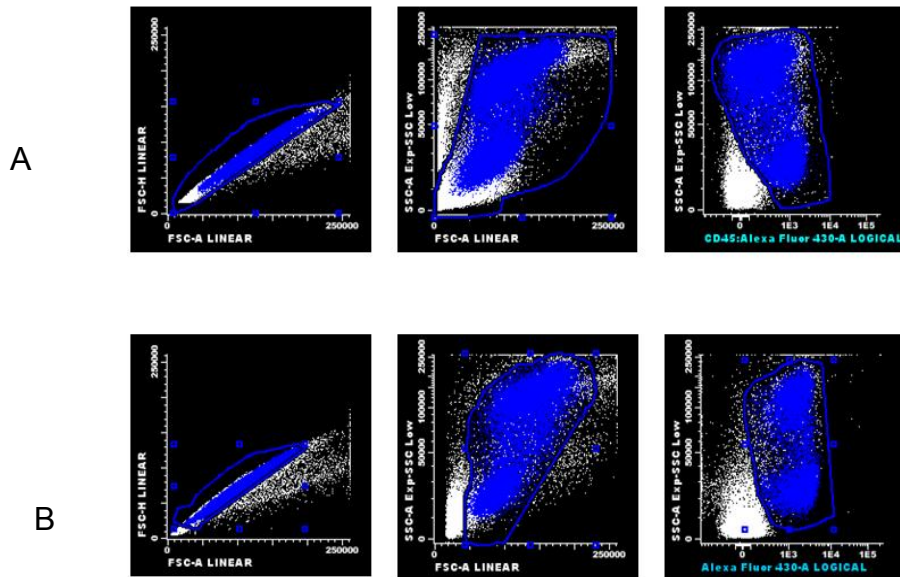 A
FSC-H LINEAR
250000
0
0
250000
FSC-A LINEAR
SSC-A Exp-SSC Low
250000
100000
50000
0
0
250000
FSC-A LINEAR
SSC-A Exp-SSC Low
250000
100000
50000
0
0
1E3
1E4
1E5
CD45:Alexa Fluor-430-A LOGICAL
B
FSC-H LINEAR
250000
0
0
250000
FSC-A LINEAR
SSC-A Exp-SSC Low
250000
100000
50000
0
0
250000
FSC-A LINEAR
SSC-A Exp-SSC Low
250000
100000
50000
0
0
1E3
1E4
1E5
Alexa Fluor-430-A LOGICAL